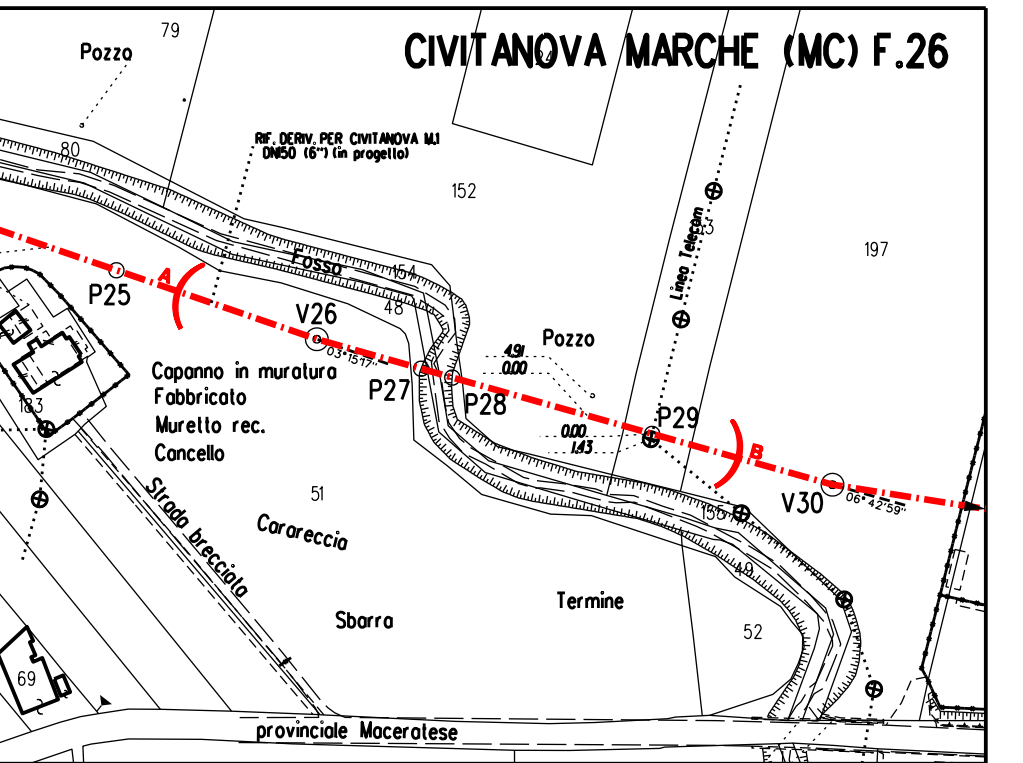 79
Pozzo
CIVITANOVA MARCHE (MC) F.26
RIF. DERIV. PER CIVITANOVA M.1
DN150 (6") (in progetto)
80
152
Linea Telecom
197
Fosso
154
48
A
P25
V26
03°15'17"
Pozzo
4.91
0.00
P27
P28
P29
0.00
1.43
B
V30
06°42'59"
Capanno in muratura
Fabbricato
Muretto rec.
Cancello
183
Strada brecciata
51
Carareccia
158
49
Sbarra
Termine
52
69
provinciale Maceratese